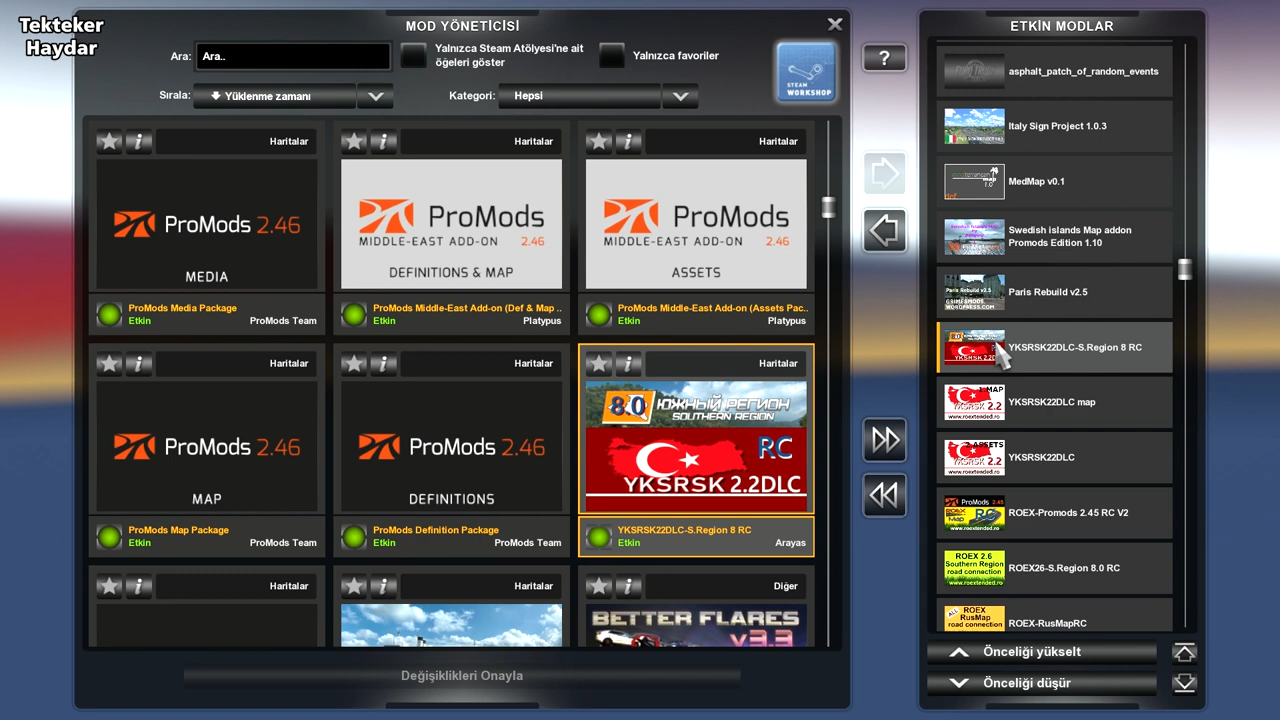 Tekteker
Haydar
MOD YÖNETİCİSİ
Ara:
Ara..
Yalnızca Steam Atölyesi'ne ait
öğeleri göster
Yalnızca favoriler
STEAM
WORKSHOP
Sırala:
Yüklenme zamanı
Kategori:
Hepsi
Haritalar
Haritalar
Haritalar
ProMods 2.46
MEDIA
ProMods
MIDDLE-EAST ADD-ON 2.46
DEFINITIONS & MAP
ProMods
MIDDLE-EAST ADD-ON 2.46
ASSETS
ProMods Media Package
Etkin
ProMods Team
ProMods Middle-East Add-on (Def & Map ..
Etkin
Platypus
ProMods Middle-East Add-on (Assets Pac..
Etkin
Platypus
Haritalar
Haritalar
Haritalar
ProMods 2.46
MAP
ProMods 2.46
DEFINITIONS
8.0 ЮЖНЫЙ РЕГИОН
SOUTHERN REGION
RC
YKSRSK 2.2DLC
ProMods Map Package
Etkin
ProMods Team
ProMods Definition Package
Etkin
ProMods Team
YKSRSK22DLC-S.Region 8 RC
Etkin
Arayas
Haritalar
Haritalar
Diğer
BETTER FLARES
v3.3
Değişiklikleri Onayla
?
ETKİN MODLAR
asphalt_patch_of_random_events
Italy Sign Project 1.0.3
MedMap v0.1
Swedish islands Map addon
Promods Edition 1.10
Paris Rebuild v2.5
YKSRSK22DLC-S.Region 8 RC
YKSRSK22DLC map
YKSRSK22DLC
ROEX-Promods 2.45 RC V2
ROEX 2.6
Southern Region
road connection
www.roextended.ro
ROEX26-S.Region 8.0 RC
ROEX
RusMap
road connection
ROEX-RusMapRC
Önceliği yükselt
Önceliği düşür